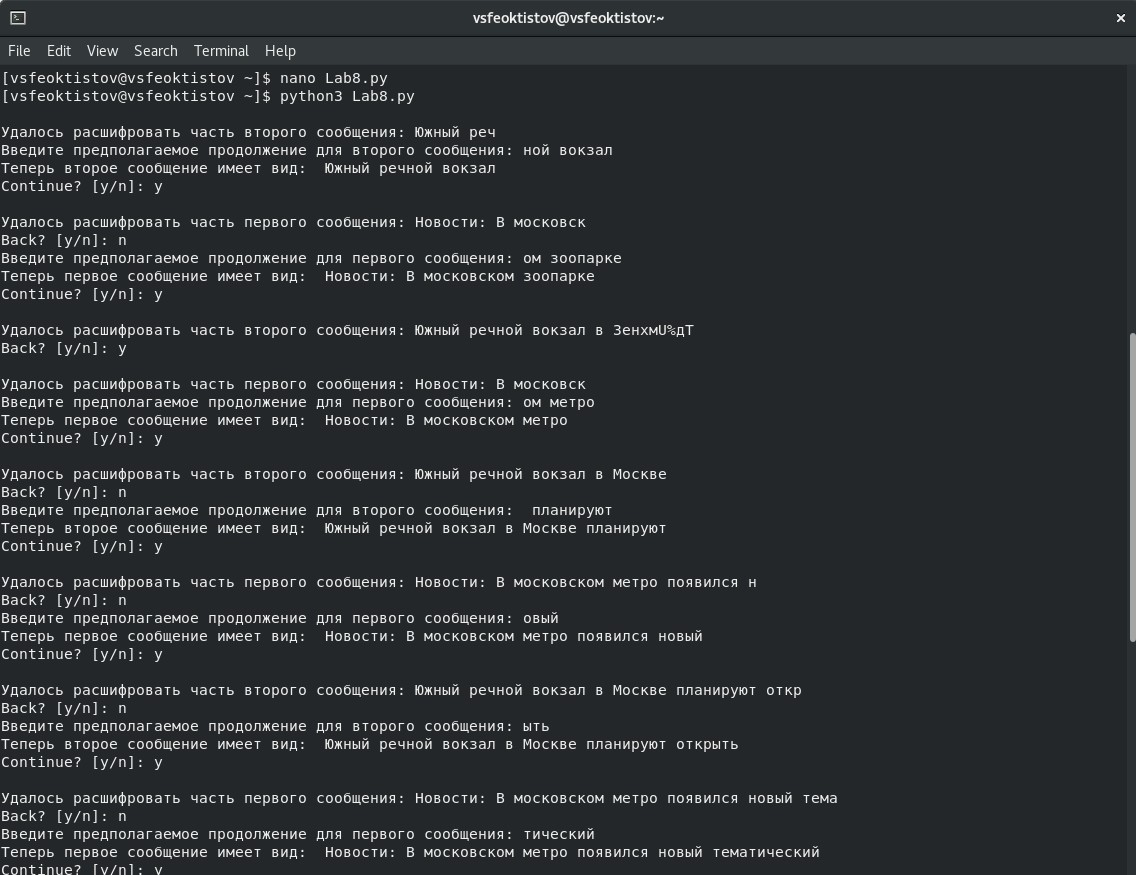 vsfeoktistov@vsfeoktistov:~
File Edit View Search Terminal Help
[vsfeoktistov@vsfeoktistov ~]$ nano Lab8.py
[vsfeoktistov@vsfeoktistov ~]$ python3 Lab8.py
Удалось расшифровать часть второго сообщения: Южный реч
Введите предполагаемое продолжение для второго сообщения: ной вокзал
Теперь второе сообщение имеет вид:  Южный речной вокзал
Continue? [y/n]: y
Удалось расшифровать часть первого сообщения: Новости: В московск
Back? [y/n]: n
Введите предполагаемое продолжение для первого сообщения: ом зоопарке
Теперь первое сообщение имеет вид:  Новости: В московском зоопарке
Continue? [y/n]: y
Удалось расшифровать часть второго сообщения: Южный речной вокзал в ЗенхмU%дТ
Back? [y/n]: y
Удалось расшифровать часть первого сообщения: Новости: В московск
Введите предполагаемое продолжение для первого сообщения: ом метро
Теперь первое сообщение имеет вид:  Новости: В московском метро
Continue? [y/n]: y
Удалось расшифровать часть второго сообщения: Южный речной вокзал в Москве
Back? [y/n]: n
Введите предполагаемое продолжение для второго сообщения:  планируют
Теперь второе сообщение имеет вид:  Южный речной вокзал в Москве планируют
Continue? [y/n]: y
Удалось расшифровать часть первого сообщения: Новости: В московском метро появился н
Back? [y/n]: n
Введите предполагаемое продолжение для первого сообщения: овый
Теперь первое сообщение имеет вид:  Новости: В московском метро появился новый
Continue? [y/n]: y
Удалось расшифровать часть второго сообщения: Южный речной вокзал в Москве планируют откр
Back? [y/n]: n
Введите предполагаемое продолжение для второго сообщения: ыть
Теперь второе сообщение имеет вид:  Южный речной вокзал в Москве планируют открыть
Continue? [y/n]: y
Удалось расшифровать часть первого сообщения: Новости: В московском метро появился новый тема
Back? [y/n]: n
Введите предполагаемое продолжение для первого сообщения: тический
Теперь первое сообщение имеет вид:  Новости: В московском метро появился новый тематический
Continue? [y/n]: y